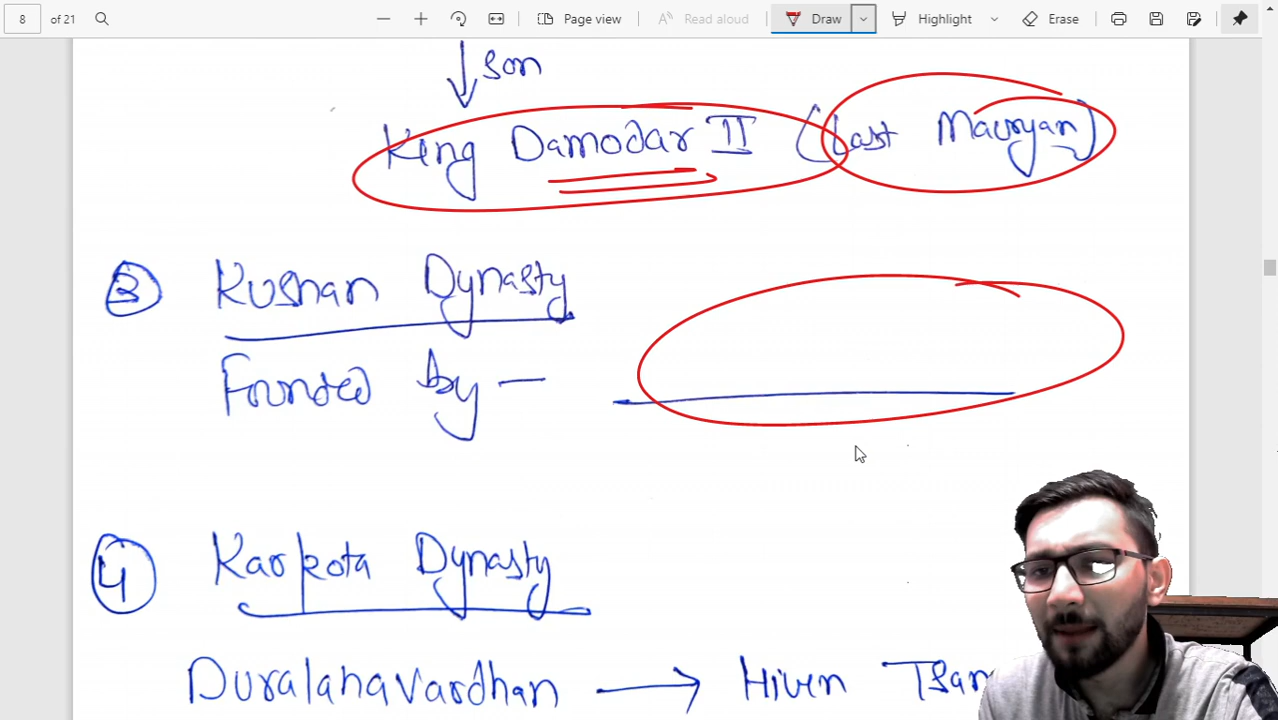 8 of 21 Page view Read aloud Draw Highlight Erase
Son
King Damodar II (Last Mauryan)
3 Kushan Dynasty
Founded by —
4 Karkota Dynasty
Duralahavardhan → Hiven Tsan